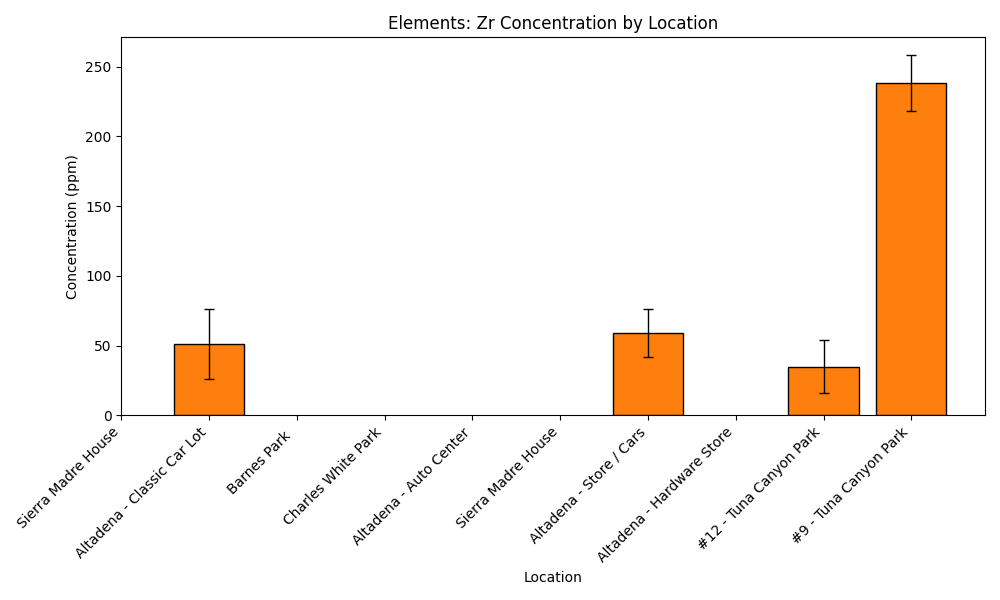 Elements: Zr Concentration by Location
Concentration (ppm)
250
200
150
100
50
0
Sierra Madre House
Altadena - Classic Car Lot
Barnes Park
Charles White Park
Altadena - Auto Center
Sierra Madre House
Altadena - Store / Cars
Altadena - Hardware Store
#12 - Tuna Canyon Park
#9 - Tuna Canyon Park
Location